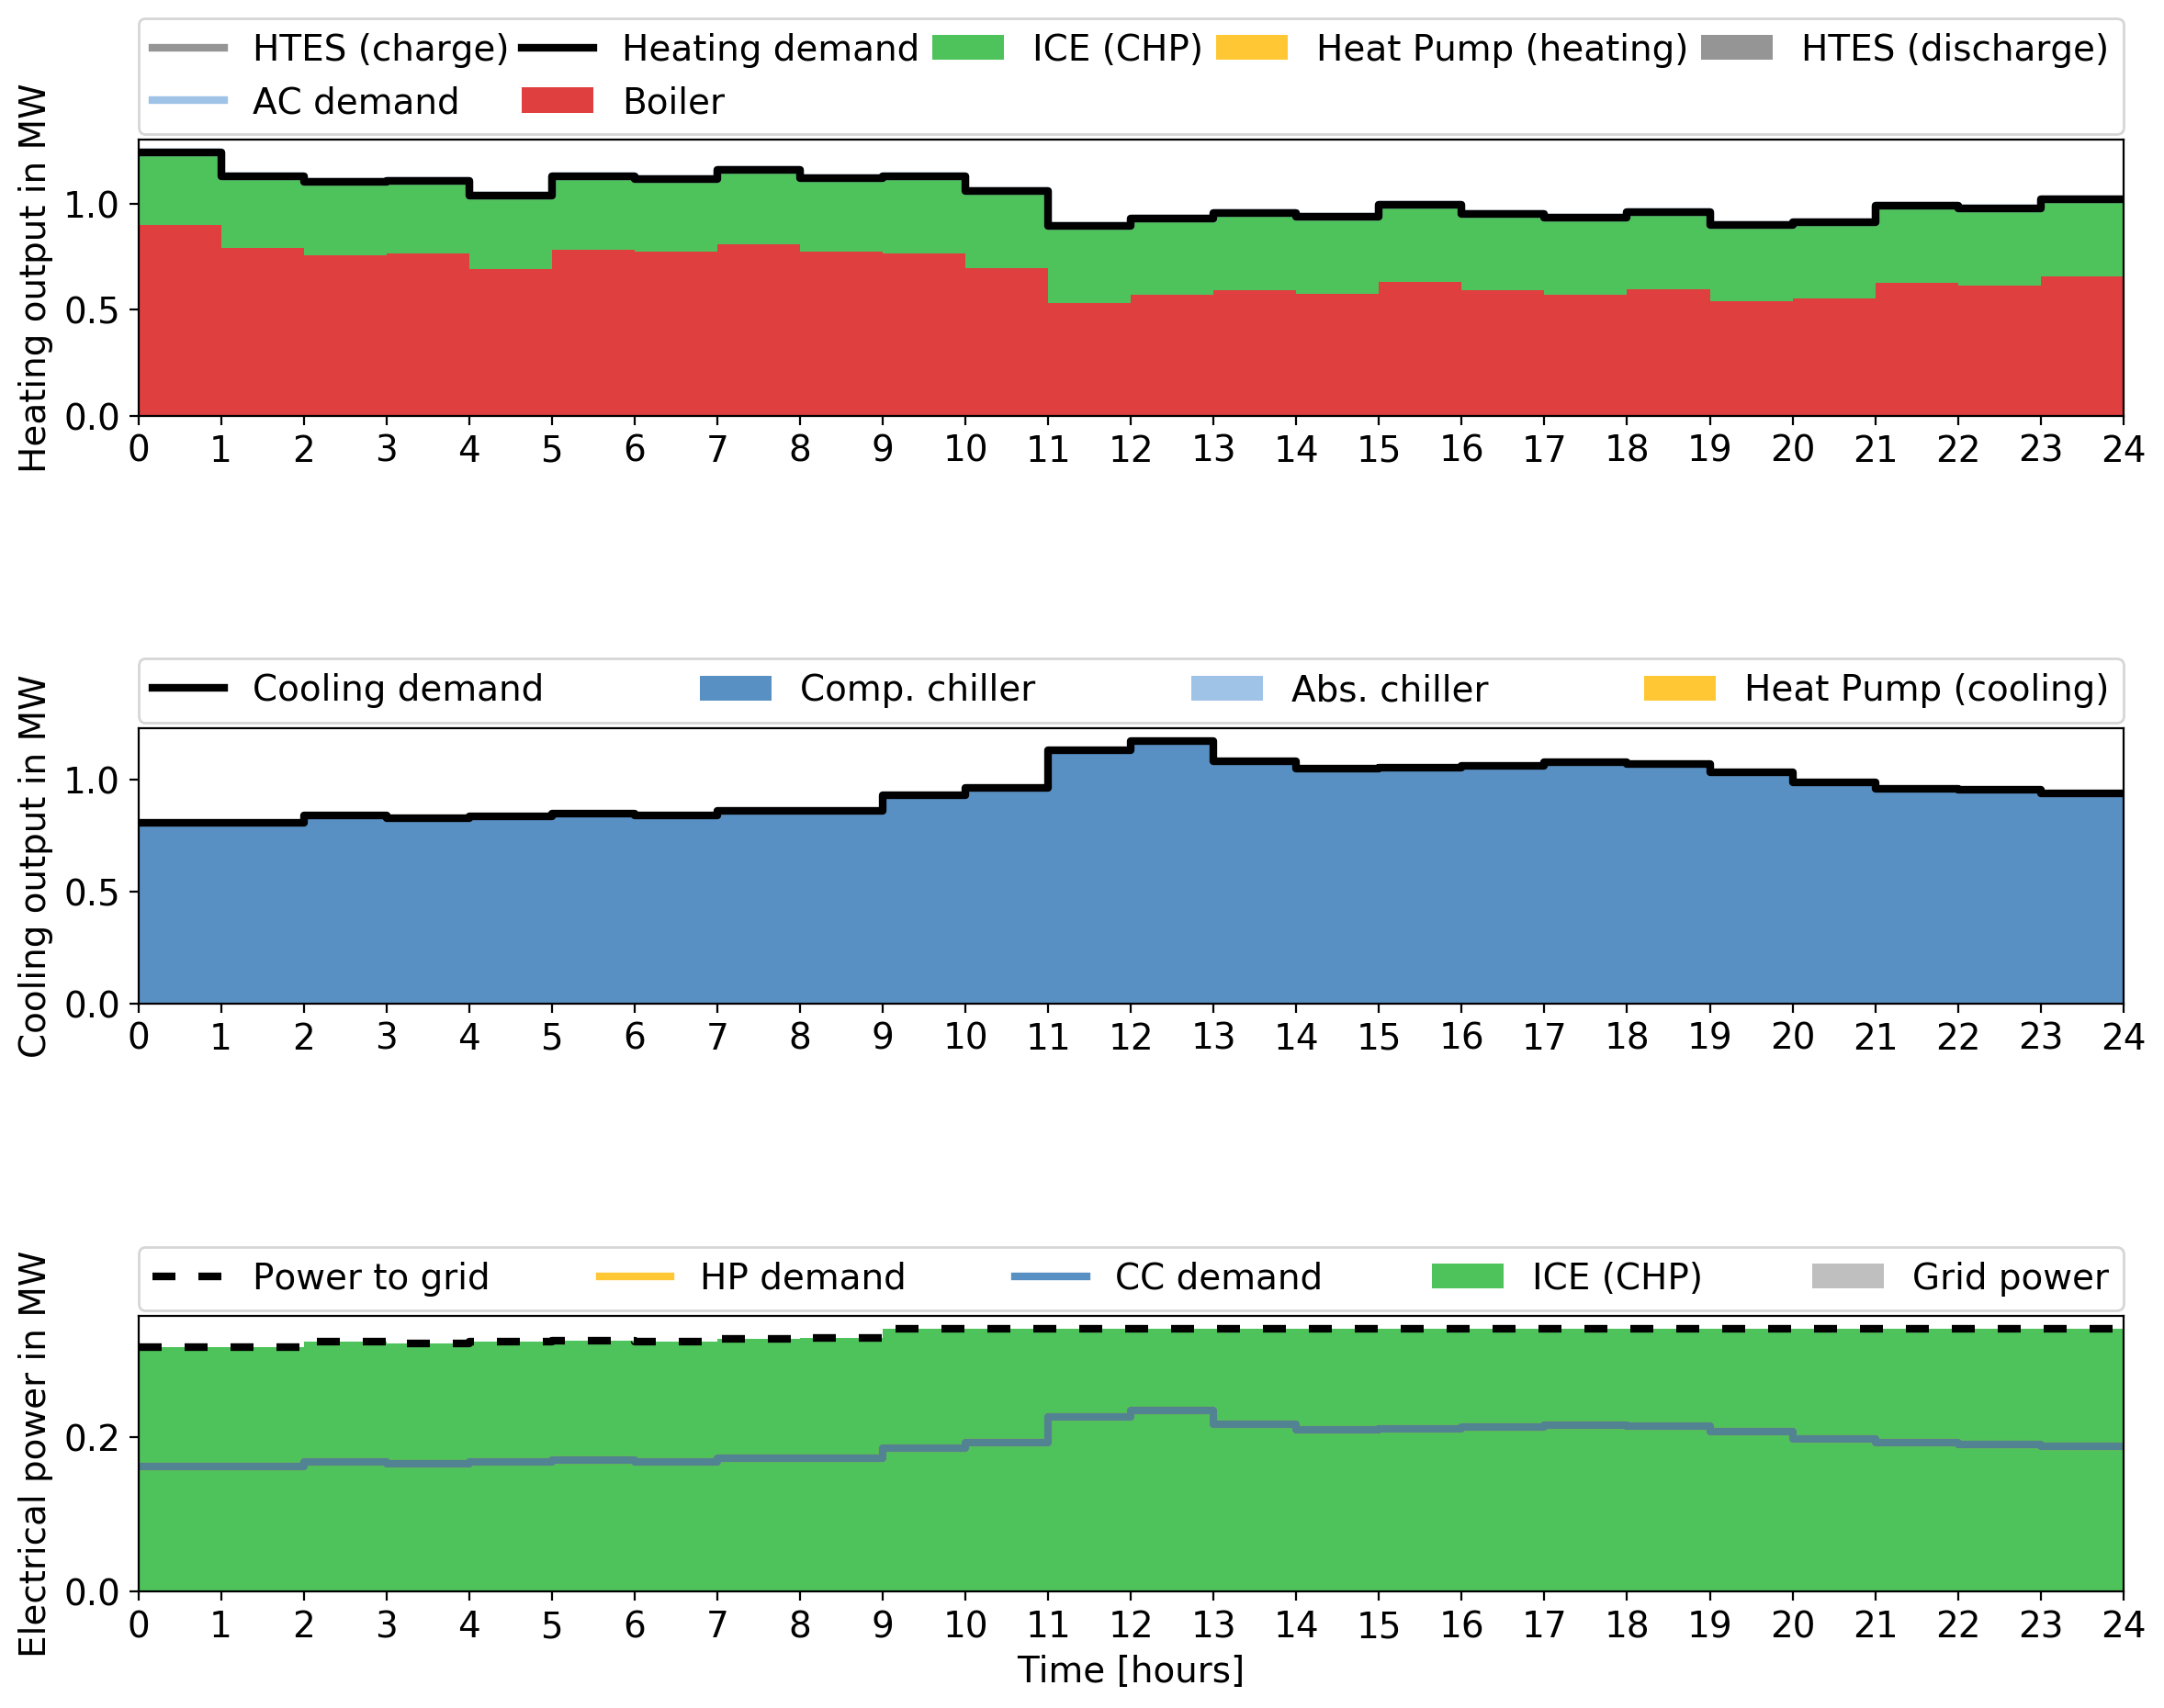 HTES (charge) Heating demand ICE (CHP) Heat Pump (heating) HTES (discharge)
AC demand Boiler
Heating output in MW
1.0
0.5
0.0
0 1 2 3 4 5 6 7 8 9 10 11 12 13 14 15 16 17 18 19 20 21 22 23 24
Cooling demand Comp. chiller Abs. chiller Heat Pump (cooling)
Cooling output in MW
1.0
0.5
0.0
0 1 2 3 4 5 6 7 8 9 10 11 12 13 14 15 16 17 18 19 20 21 22 23 24
Power to grid HP demand CC demand ICE (CHP) Grid power
Electrical power in MW
0.2
0.0
0 1 2 3 4 5 6 7 8 9 10 11 12 13 14 15 16 17 18 19 20 21 22 23 24
Time [hours]